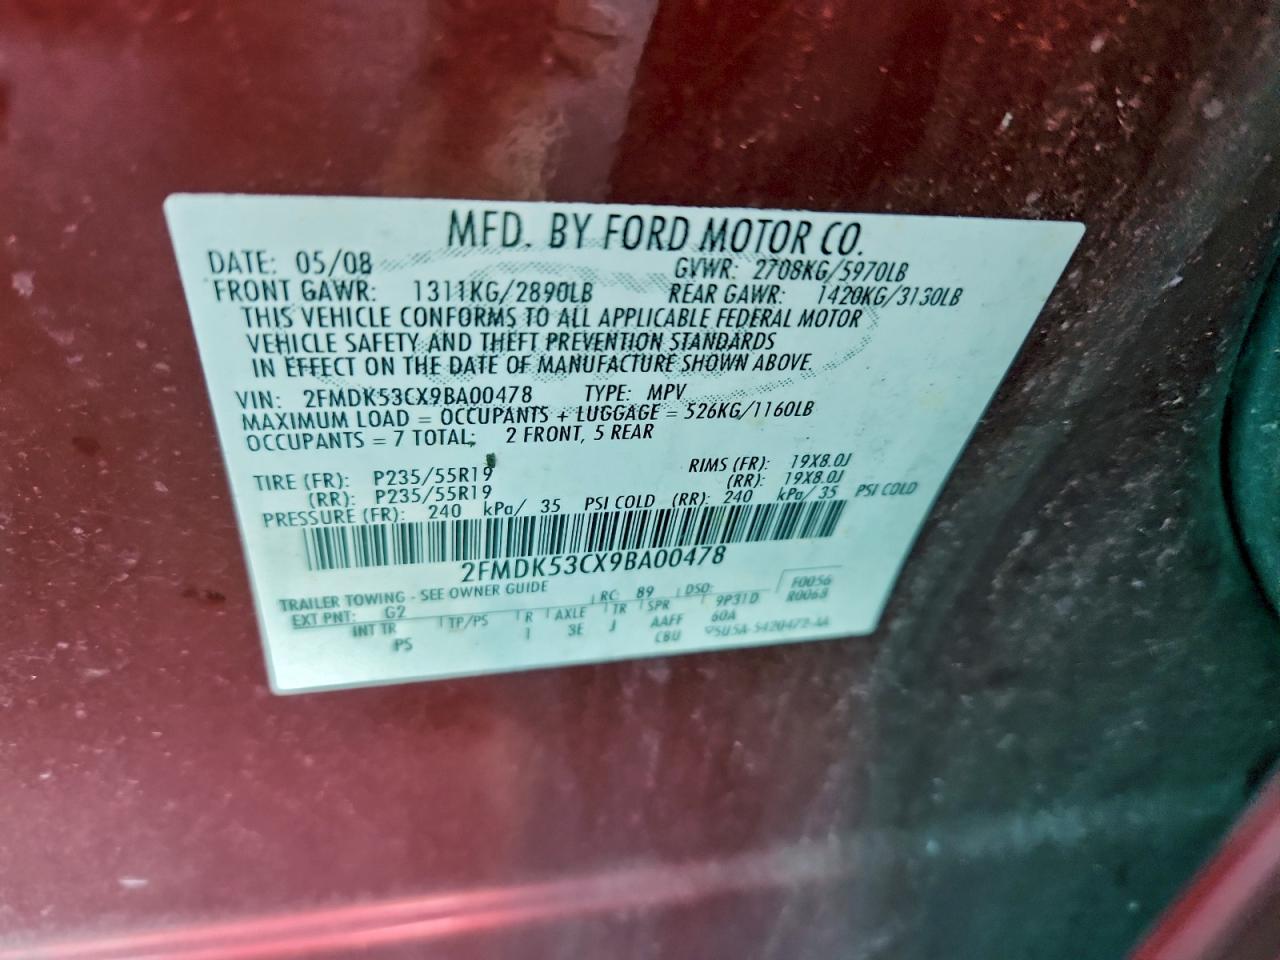 MFD. BY FORD MOTOR CO.
DATE: 05/08 GVWR: 2708KG/5970LB
FRONT GAWR: 1311KG/2890LB REAR GAWR: 1420KG/3130LB
THIS VEHICLE CONFORMS TO ALL APPLICABLE FEDERAL MOTOR
VEHICLE SAFETY AND THEFT PREVENTION STANDARDS
IN EFFECT ON THE DATE OF MANUFACTURE SHOWN ABOVE.
VIN: 2FMDK53CX9BA00478 TYPE: MPV
MAXIMUM LOAD = OCCUPANTS + LUGGAGE = 526KG/1160LB
OCCUPANTS = 7 TOTAL: 2 FRONT, 5 REAR
TIRE (FR): P235/55R19 RIMS (FR): 19X8.0J
(RR): P235/55R19 (RR): 19X8.0J
PRESSURE (FR): 240 kPa/ 35 PSI COLD (RR): 240 kPa/ 35 PSI COLD
2FMDK53CX9BA00478
TRAILER TOWING - SEE OWNER GUIDE RC: 89 DSO: F0056
EXT PNT: G2 R0068
INT TR TP/PS R AXLE TR SPR 9P31D
PS I 3E J AAFF 60A
CBU